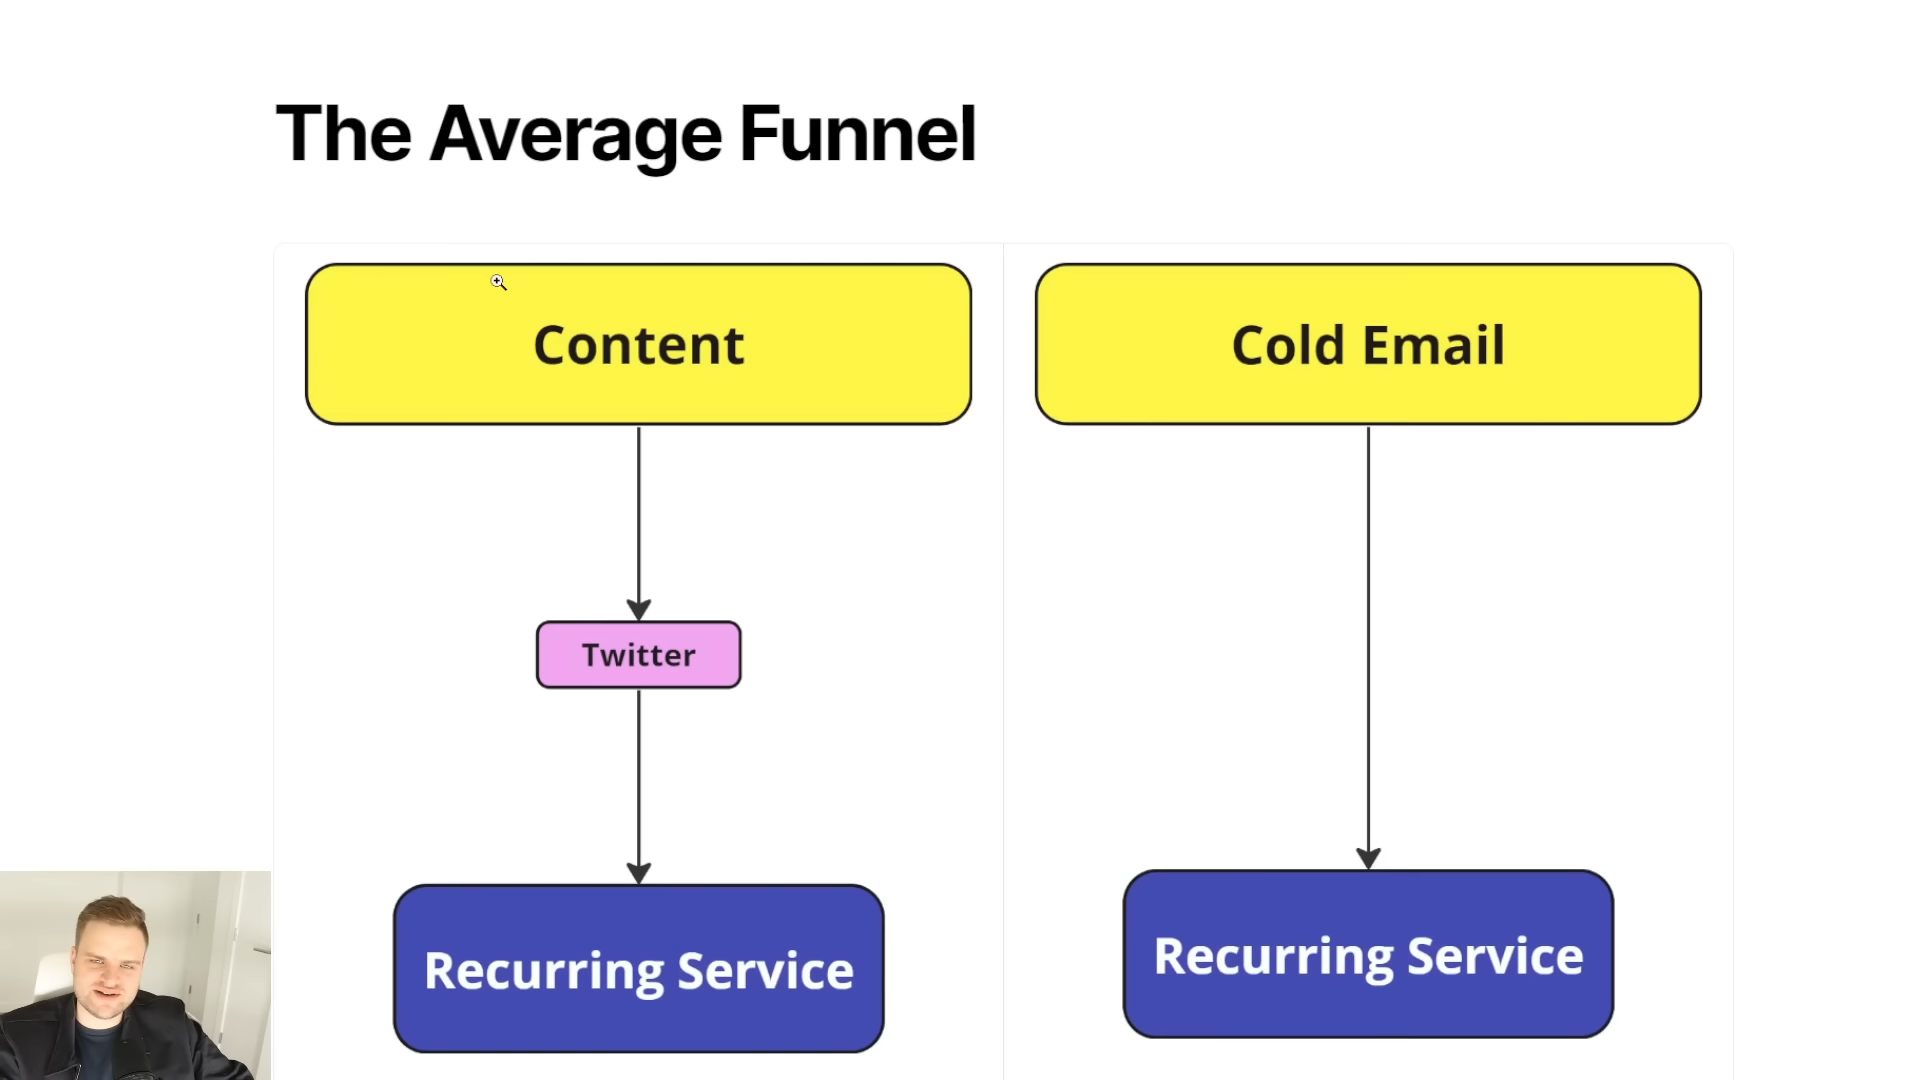 The Average Funnel
Content
Cold Email
Twitter
Recurring Service
Recurring Service